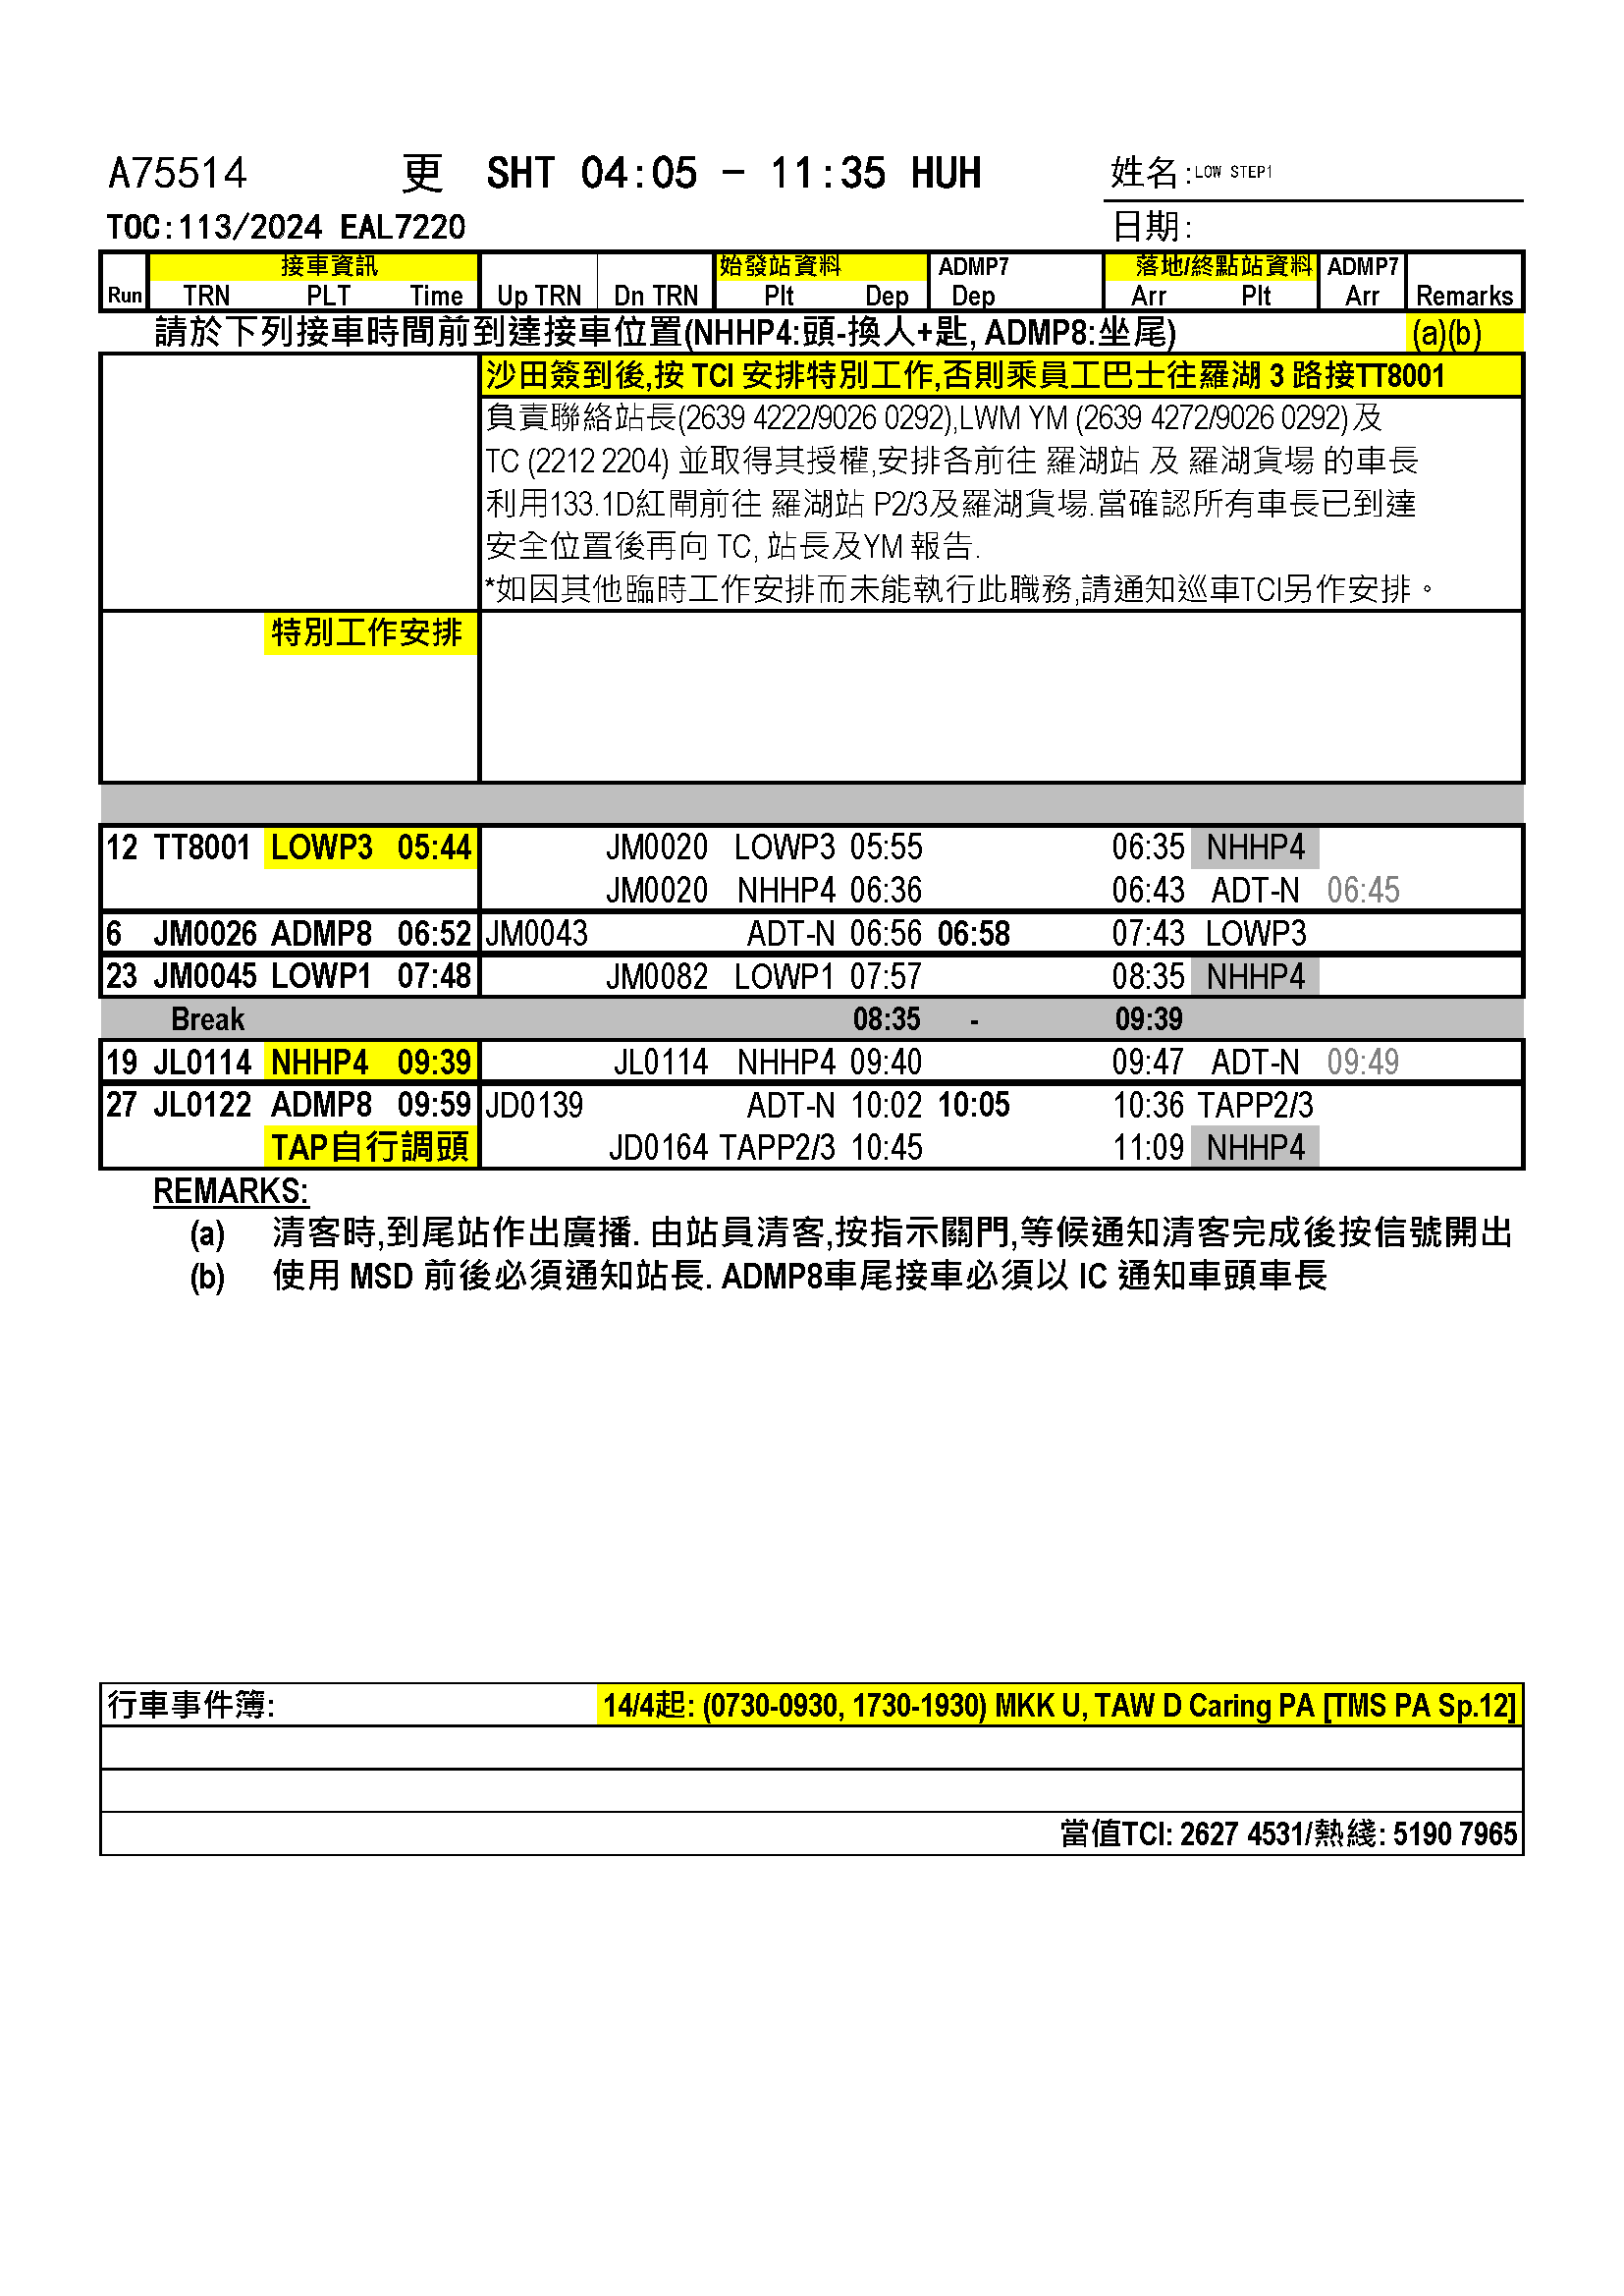 A75514 更 SHT 04:05 - 11:35 HUH 姓名:LOW STEP1
TOC:113/2024 EAL7220 日期:
接車資訊 始發站資料 ADMP7 落地/終點站資料 ADMP7
Run TRN PLT Time Up TRN Dn TRN Plt Dep Dep Arr Plt Arr Remarks
請於下列接車時間前到達接車位置(NHHP4:頭-換人+匙, ADMP8:坐尾) (a)(b)
沙田簽到後,按 TCI 安排特別工作,否則乘員工巴士往羅湖 3 路接TT8001
負責聯絡站長(2639 4222/9026 0292),LWM YM (2639 4272/9026 0292)及
TC (2212 2204) 並取得其授權,安排各前往 羅湖站 及 羅湖貨場 的車長
利用133.1D紅閘前往 羅湖站 P2/3及羅湖貨場.當確認所有車長已到達
安全位置後再向 TC, 站長及YM 報告.
*如因其他臨時工作安排而未能執行此職務,請通知巡車TCI另作安排。
特別工作安排
12 TT8001 LOWP3 05:44 JM0020 LOWP3 05:55 06:35 NHHP4
JM0020 NHHP4 06:36 06:43 ADT-N 06:45
6 JM0026 ADMP8 06:52 JM0043 ADT-N 06:56 06:58 07:43 LOWP3
23 JM0045 LOWP1 07:48 JM0082 LOWP1 07:57 08:35 NHHP4
Break 08:35 - 09:39
19 JL0114 NHHP4 09:39 JL0114 NHHP4 09:40 09:47 ADT-N 09:49
27 JL0122 ADMP8 09:59 JD0139 ADT-N 10:02 10:05 10:36 TAPP2/3
TAP自行調頭 JD0164 TAPP2/3 10:45 11:09 NHHP4
REMARKS:
(a) 清客時,到尾站作出廣播. 由站員清客,按指示關門,等候通知清客完成後按信號開出
(b) 使用 MSD 前後必須通知站長. ADMP8車尾接車必須以 IC 通知車頭車長
行車事件簿: 14/4起: (0730-0930, 1730-1930) MKK U, TAW D Caring PA [TMS PA Sp.12]
當值TCI: 2627 4531/熱綫: 5190 7965